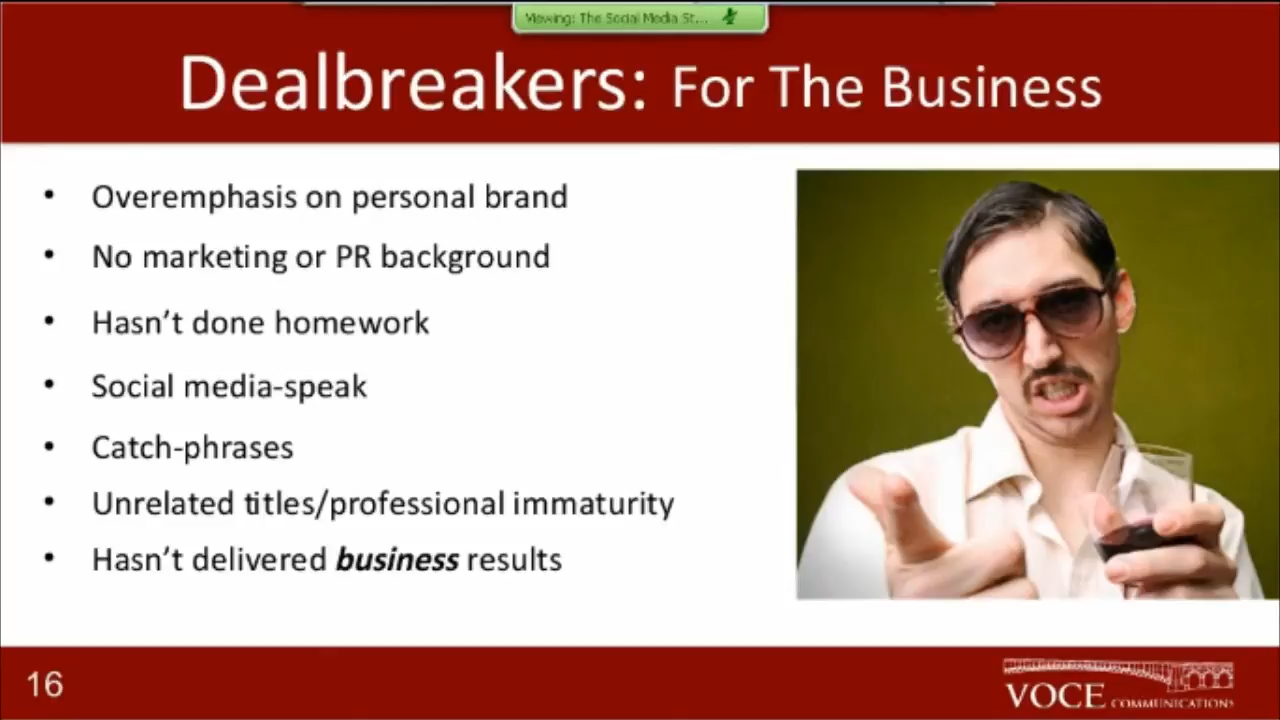 Viewing: The Social Media St...
Dealbreakers: For The Business
• Overemphasis on personal brand
• No marketing or PR background
• Hasn't done homework
• Social media-speak
• Catch-phrases
• Unrelated titles/professional immaturity
• Hasn't delivered business results
16
VOCE COMMUNICATIONS